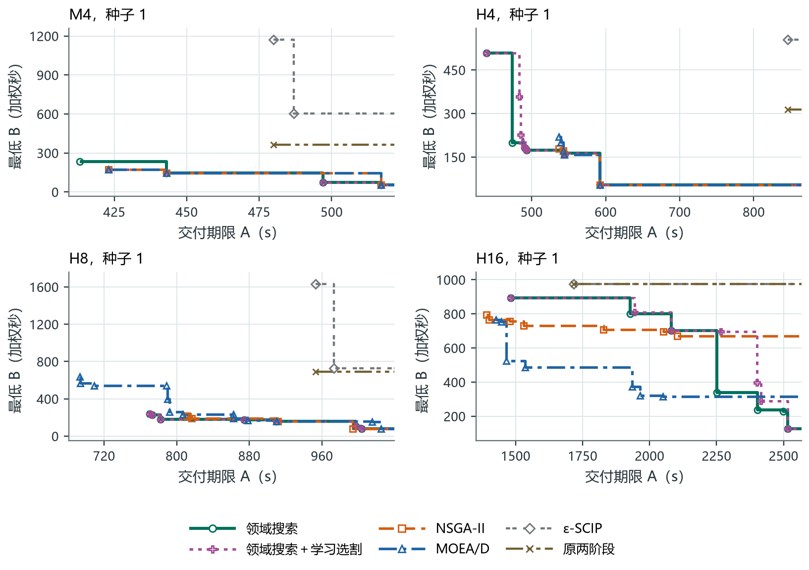 M4，种子 1
1200
900
600
300
0
最低 B（加权秒）
425
450
475
500
交付期限 A（s）
H4，种子 1
450
300
150
最低 B（加权秒）
500
600
700
800
交付期限 A（s）
H8，种子 1
1600
1200
800
400
0
最低 B（加权秒）
720
800
880
960
交付期限 A（s）
H16，种子 1
1000
800
600
400
200
最低 B（加权秒）
1500
1750
2000
2250
2500
交付期限 A（s）
领域搜索
NSGA-II
ε-SCIP
领域搜索＋学习选割
MOEA/D
原两阶段